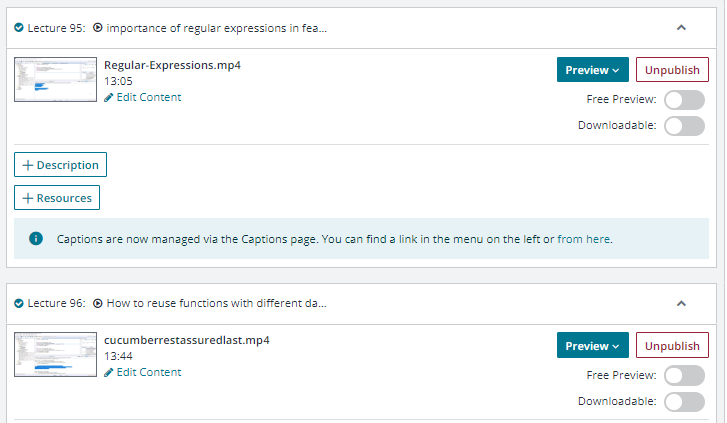 Lecture 95: importance of regular expressions in fea...
Regular-Expressions.mp4
13:05
Edit Content
Preview
Unpublish
Free Preview:
Downloadable:
+ Description
+ Resources
Captions are now managed via the Captions page. You can find a link in the menu on the left or from here.
Lecture 96: How to reuse functions with different da...
cucumberrestassuredlast.mp4
13:44
Edit Content
Preview
Unpublish
Free Preview:
Downloadable: